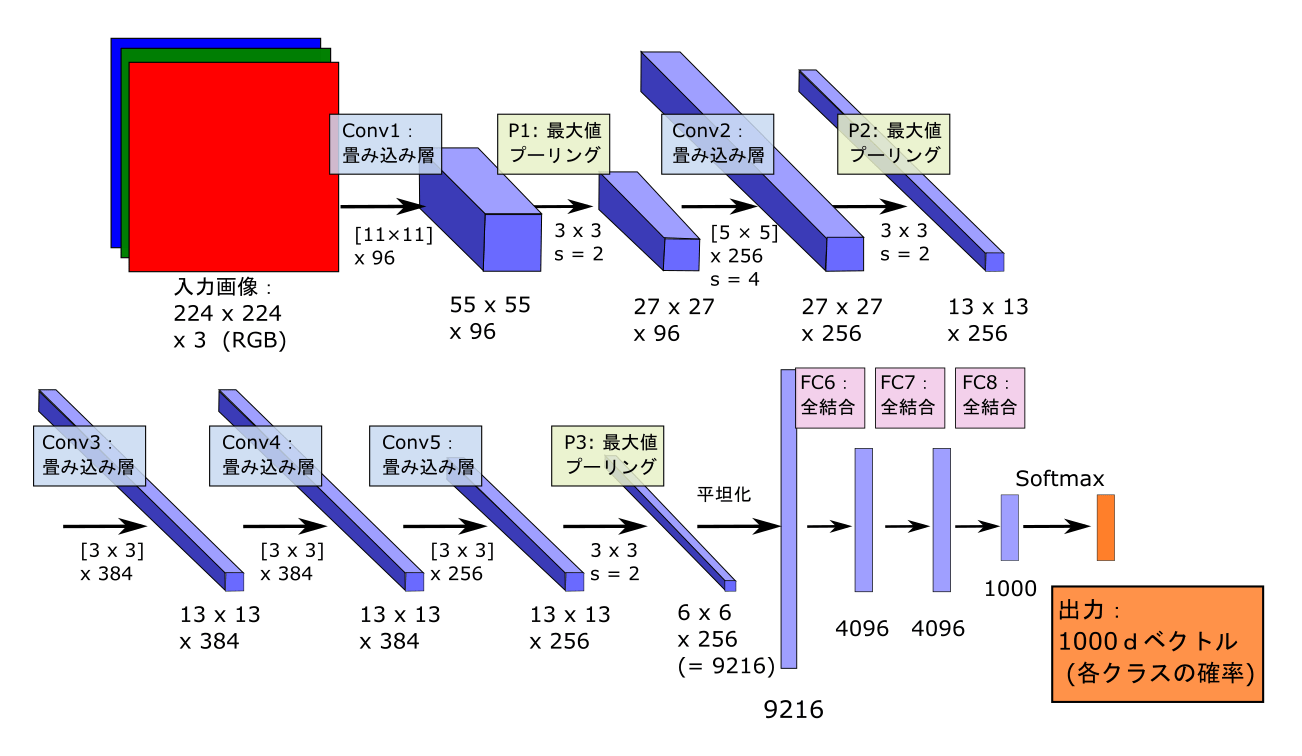 Conv1：
畳み込み層
P1: 最大値
プーリング
Conv2：
畳み込み層
P2: 最大値
プーリング
[11×11]
x 96
3 x 3
s = 2
[5 × 5]
x 256
s = 4
3 x 3
s = 2
入力画像：
224 x 224
x 3 (RGB)
55 x 55
x 96
27 x 27
x 96
27 x 27
x 256
13 x 13
x 256
Conv3：
畳み込み層
Conv4：
畳み込み層
Conv5：
畳み込み層
P3: 最大値
プーリング
FC6：
全結合
FC7：
全結合
FC8：
全結合
[3 x 3]
x 384
[3 x 3]
x 384
[3 x 3]
x 256
3 x 3
s = 2
平坦化
Softmax
13 x 13
x 384
13 x 13
x 384
13 x 13
x 256
6 x 6
x 256
(= 9216)
9216
4096
4096
1000
出力：
1000ｄベクトル
(各クラスの確率)